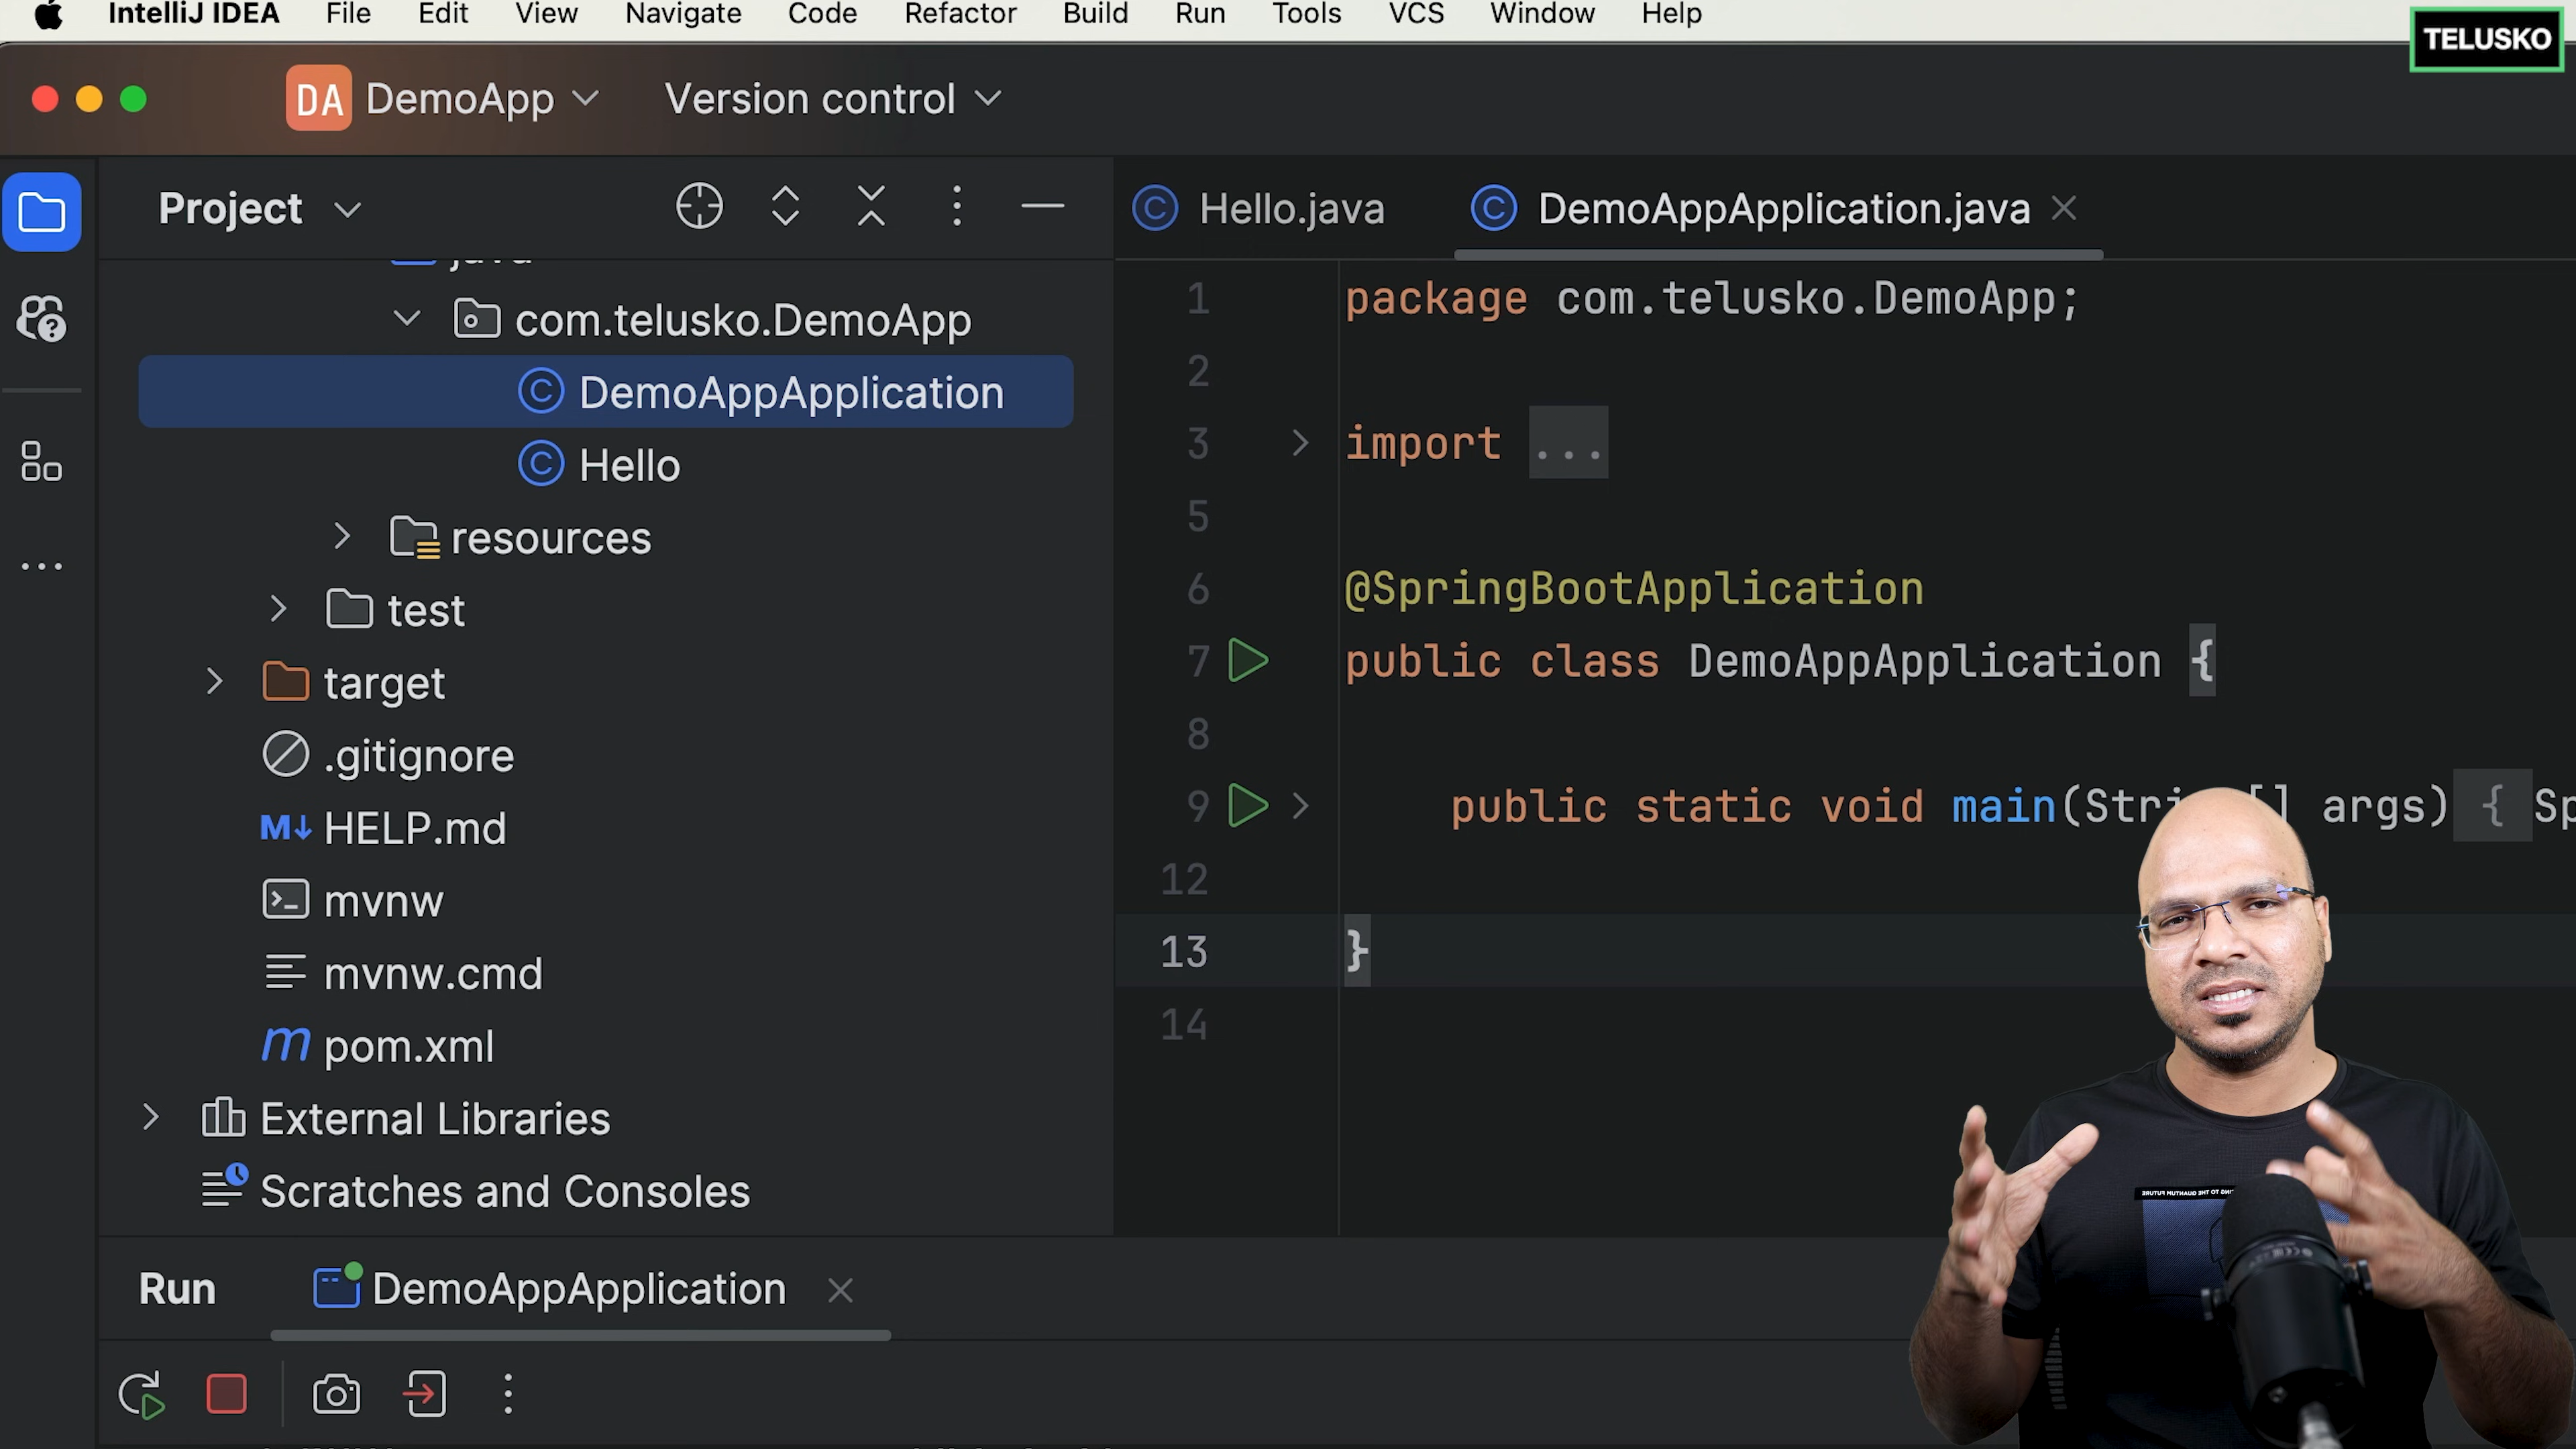 IntelliJ IDEA File Edit View Navigate Code Refactor Build Run Tools VCS Window Help
TELUSKO
DA DemoApp Version control
Project
Hello.java DemoAppApplication.java
java
com.telusko.DemoApp
DemoAppApplication
Hello
resources
test
target
.gitignore
M↓ HELP.md
mvnw
mvnw.cmd
m pom.xml
External Libraries
Scratches and Consoles
1 package com.telusko.DemoApp;
2
3 import ...
5
6 @SpringBootApplication
7 public class DemoAppApplication {
8
9 public static void main( [] args) { Sp
12
13 }
14
Run DemoAppApplication